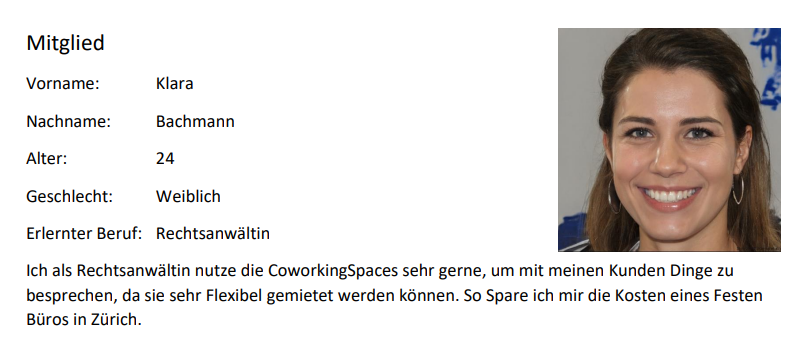 Mitglied
Vorname: Klara
Nachname: Bachmann
Alter: 24
Geschlecht: Weiblich
Erlernter Beruf: Rechtsanwältin
Ich als Rechtsanwältin nutze die CoworkingSpaces sehr gerne, um mit meinen Kunden Dinge zu
besprechen, da sie sehr Flexibel gemietet werden können. So Spare ich mir die Kosten eines Festen
Büros in Zürich.